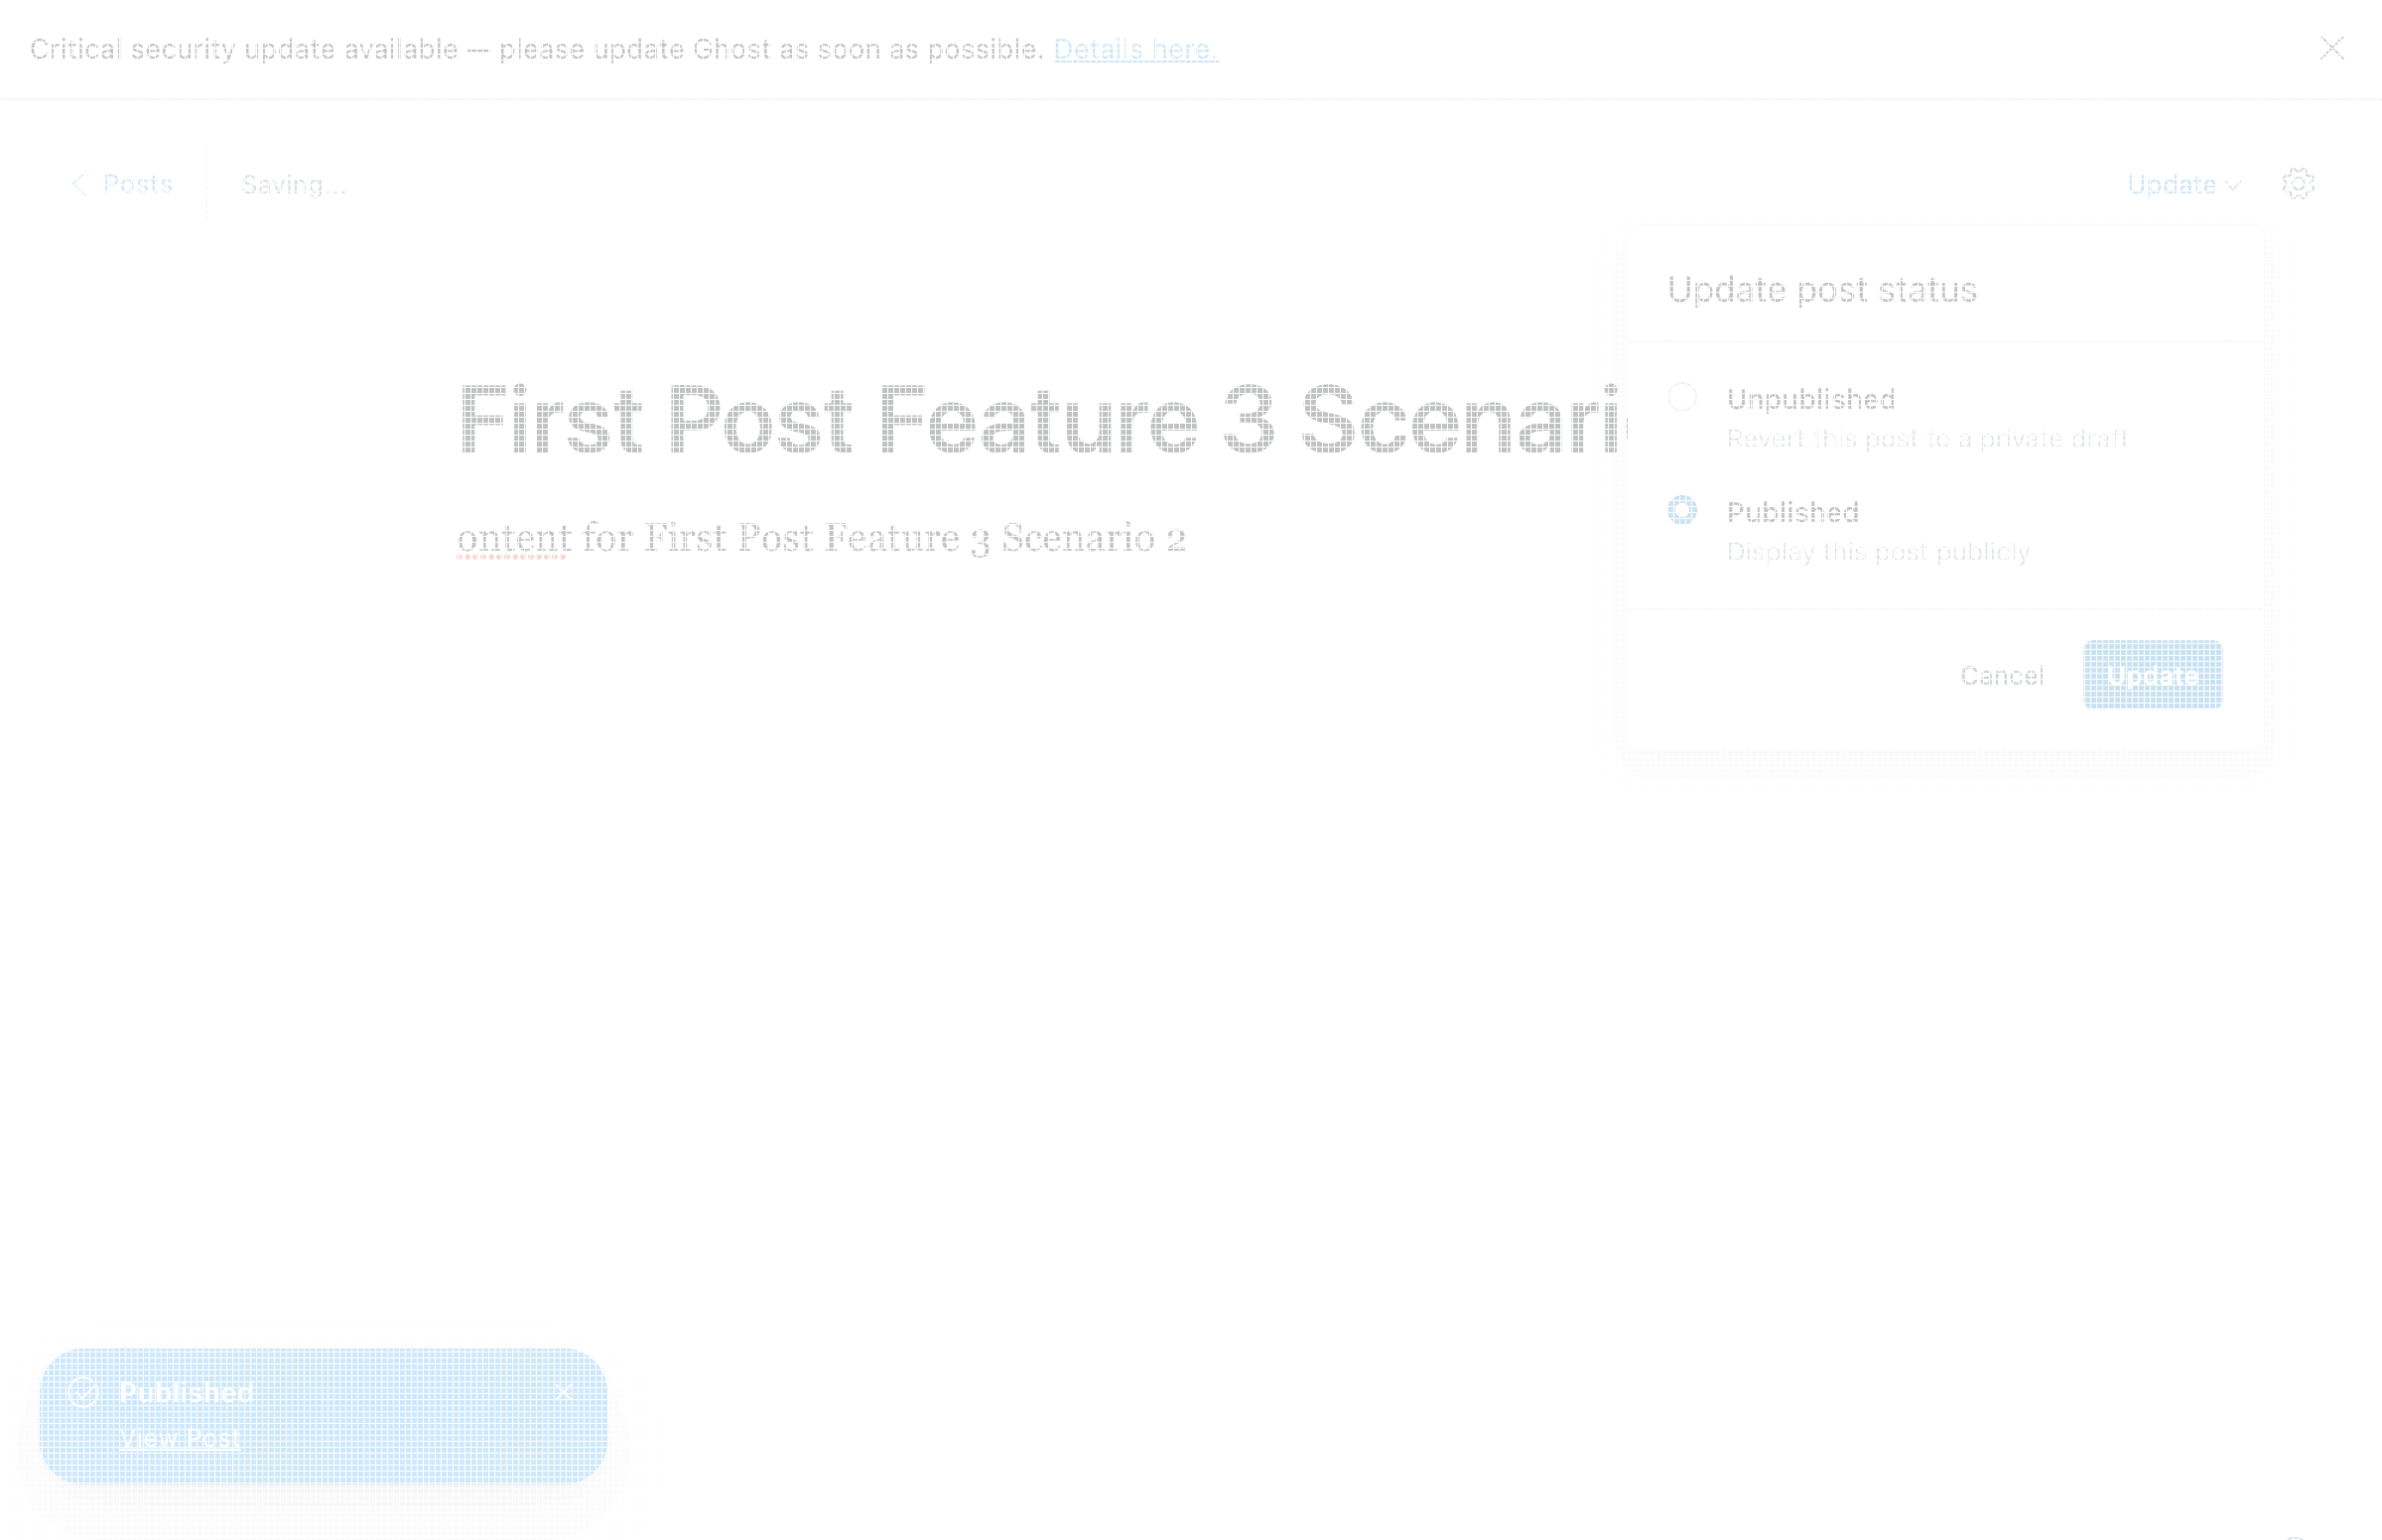 Critical security update available — please update Ghost as soon as possible. Details here.
Posts
Saving...
Update
Update post status
First Post Feature 3 Scenari
Unpublished
Revert this post to a private draft
ontent for First Post Feature 3 Scenario 2
Published
Display this post publicly
Cancel
Update
Published
View Post